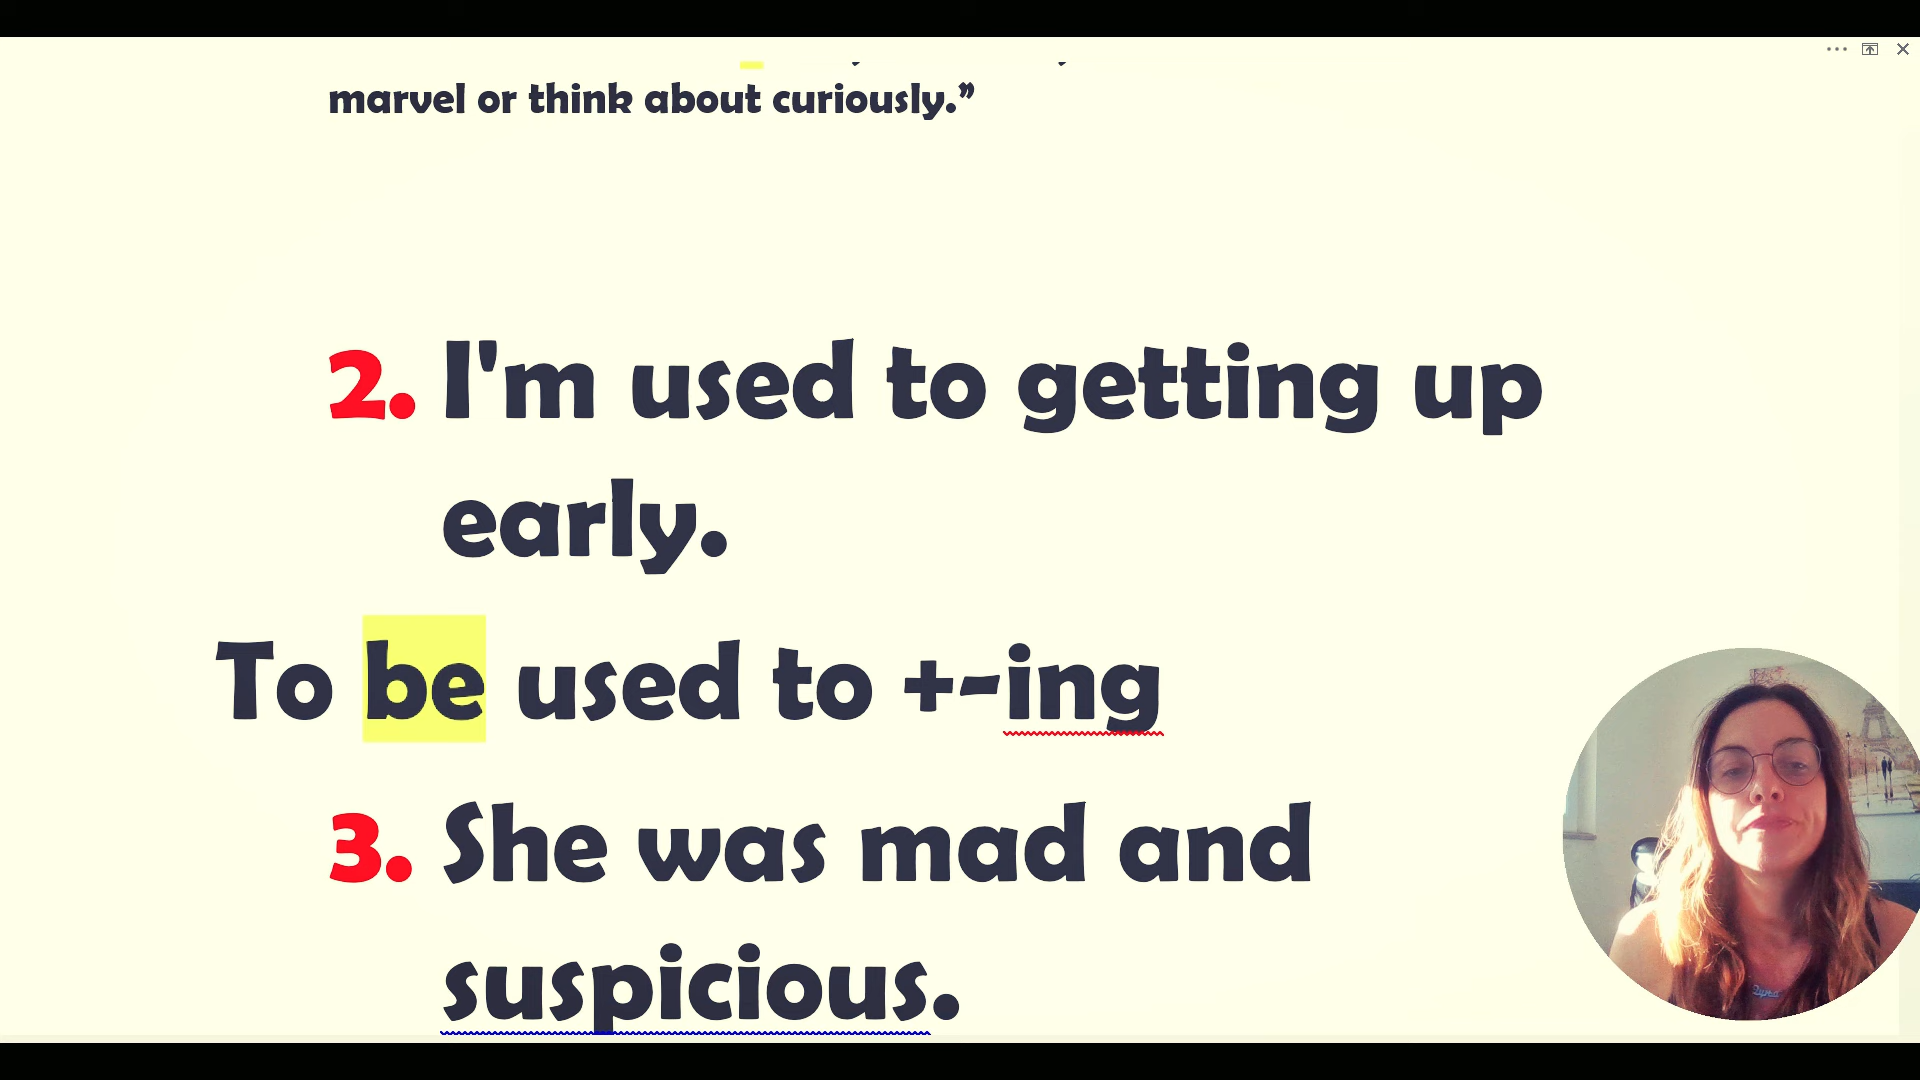 marvel or think about curiously.”
2. I'm used to getting up
early.
To be used to +-ing
3. She was mad and
suspicious.